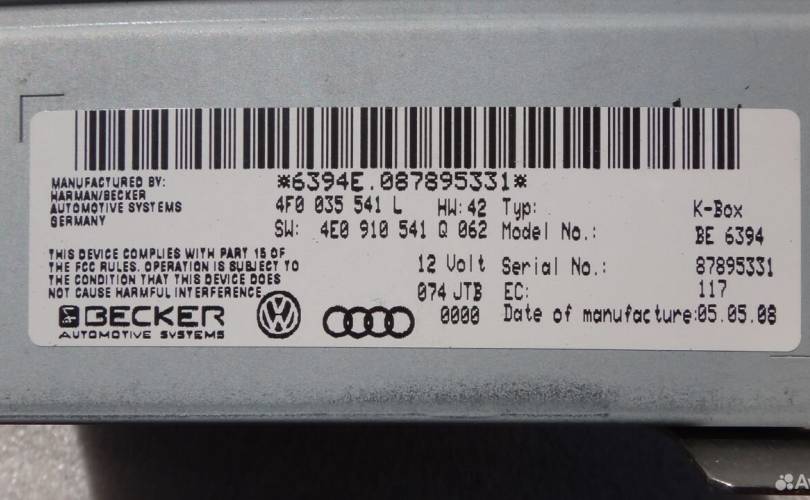 *6394E.087895331*
MANUFACTURED BY:
HARMAN/BECKER
AUTOMOTIVE SYSTEMS
GERMANY
4F0 035 541 L HW: 42 Typ: K-Box
SW: 4E0 910 541 Q 062 Model No.: BE 6394
THIS DEVICE COMPLIES WITH PART 15 OF
THE FCC RULES. OPERATION IS SUBJECT TO
THE CONDITION THAT THIS DEVICE DOES
NOT CAUSE HARMFUL INTERFERENCE
12 Volt Serial No.: 87895331
074 JTB EC: 117
0000 Date of manufacture:05.05.08
BECKER
AUTOMOTIVE SYSTEMS